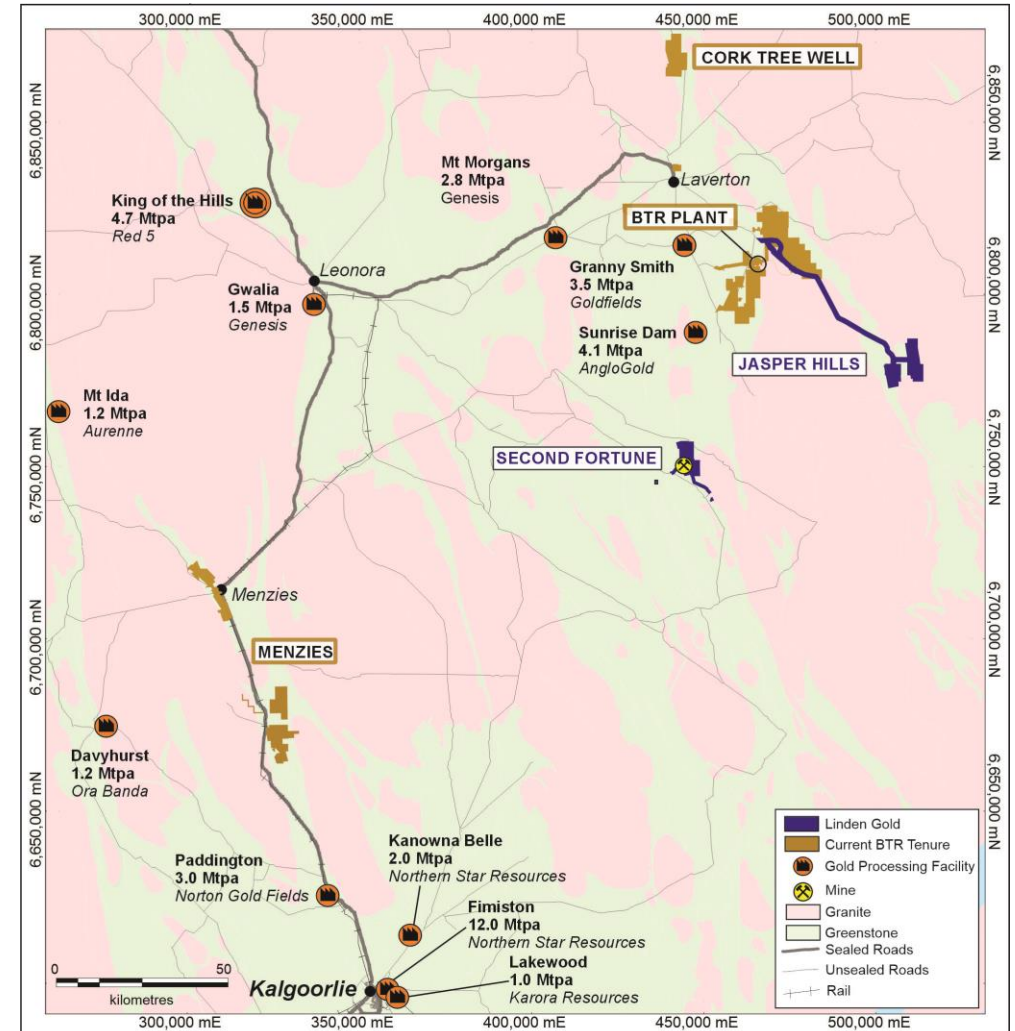 300,000 mE
350,000 mE
400,000 mE
450,000 mE
500,000 mE
CORK TREE WELL
6,850,000 mN
6,850,000 mN
Mt Morgans
2.8 Mtpa
Genesis
Laverton
King of the Hills
4.7 Mtpa
Red 5
BTR PLANT
Leonora
Granny Smith
3.5 Mtpa
Goldfields
6,800,000 mN
6,800,000 mN
Gwalia
1.5 Mtpa
Genesis
Sunrise Dam
4.1 Mtpa
AngloGold
JASPER HILLS
Mt Ida
1.2 Mtpa
Aurenne
SECOND FORTUNE
6,750,000 mN
6,750,000 mN
Menzies
MENZIES
6,700,000 mN
6,700,000 mN
Davyhurst
1.2 Mtpa
Ora Banda
6,650,000 mN
6,650,000 mN
Paddington
3.0 Mtpa
Norton Gold Fields
Kanowna Belle
2.0 Mtpa
Northern Star Resources
Fimiston
12.0 Mtpa
Northern Star Resources
Lakewood
1.0 Mtpa
Karora Resources
Kalgoorlie
0 50
kilometres
Linden Gold
Current BTR Tenure
Gold Processing Facility
Mine
Granite
Greenstone
Sealed Roads
Unsealed Roads
Rail
300,000 mE
350,000 mE
400,000 mE
450,000 mE
500,000 mE